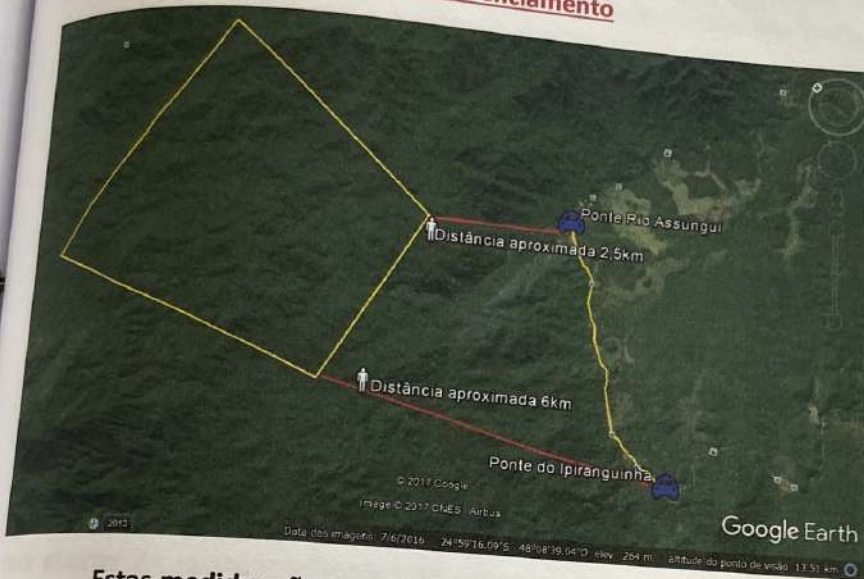 Ponte Rio Assungui
Distância aproximada 2,5km
Distância aproximada 6km
Ponte do Ipiranguinha
© 2017 Google
Image © 2017 CNES / Airbus
Google Earth
Data das imagens: 7/6/2016 24°59'16.09"S 48°08'39.04"O elev 264 m altitude do ponto de visão 13.51 km
Estas